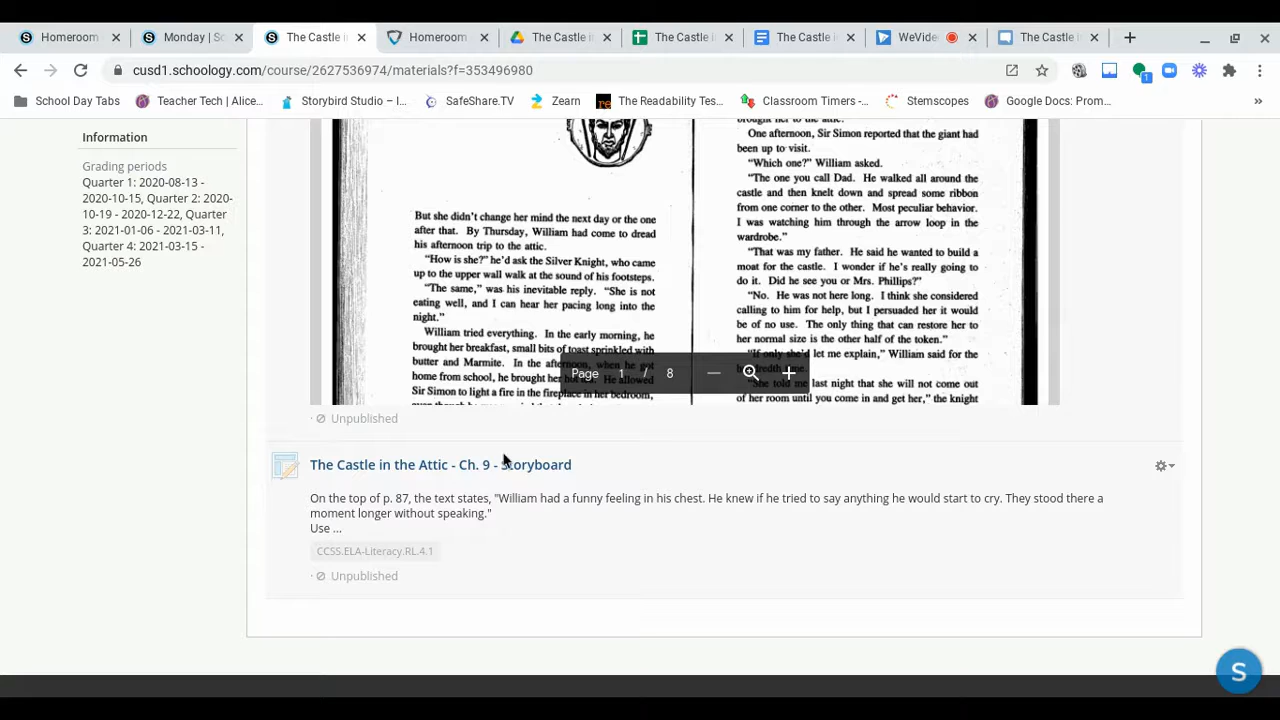 Homeroom
Monday | Sc
The Castle i
Homeroom
The Castle i
The Castle i
The Castle
WeVideo
The Castle i
cusd1.schoology.com/course/2627536974/materials?f=353496980
1
School Day Tabs
Teacher Tech | Alice...
Storybird Studio – I...
SafeShare.TV
Zearn
The Readability Tes...
Classroom Timers -...
Stemscopes
Google Docs: Prom...
»
Information
Grading periods
Quarter 1: 2020-08-13 -
2020-10-15, Quarter 2: 2020-
10-19 - 2020-12-22, Quarter
3: 2021-01-06 - 2021-03-11,
Quarter 4: 2021-03-15 -
2021-05-26
But she didn't change her mind the next day or the one
after that. By Thursday, William had come to dread
his afternoon trip to the attic.
"How is she?" he'd ask the Silver Knight, who came
up to the upper wall walk at the sound of his footsteps.
"The same," was his inevitable reply. "She is not
eating well, and I can hear her pacing long into the
night."
William tried everything. In the early morning, he
brought her breakfast, small bits of toast sprinkled with
butter and Marmite. In the afternoon, when he got
home from school, he brought her He allowed
Sir Simon to light a fire in the fireplace in her bedroom,
brought her to the attic.
One afternoon, Sir Simon reported that the giant had
been up to visit.
"Which one?" William asked.
"The one you call Dad. He walked all around the
castle and then knelt down and spread some ribbon
from one corner to the other. Most peculiar behavior.
I was watching him through the arrow loop in the
wardrobe."
"That was my father. He said he wanted to build a
moat for the castle. I wonder if he's really going to
do it. Did he see you or Mrs. Phillips?"
"No. He was not here long. I think she considered
calling to him for help, but I persuaded her it would
be of no use. The only thing that can restore her to
her normal size is the other half of the token."
"If only she'd let me explain," William said for the
hundredth time.
"She told me last night that she will not come out
of her room until you come in and get her," the knight
Page 1 / 8
Unpublished
The Castle in the Attic - Ch. 9 - Storyboard
On the top of p. 87, the text states, "William had a funny feeling in his chest. He knew if he tried to say anything he would start to cry. They stood there a
moment longer without speaking."
Use ...
CCSS.ELA-Literacy.RL.4.1
Unpublished
S